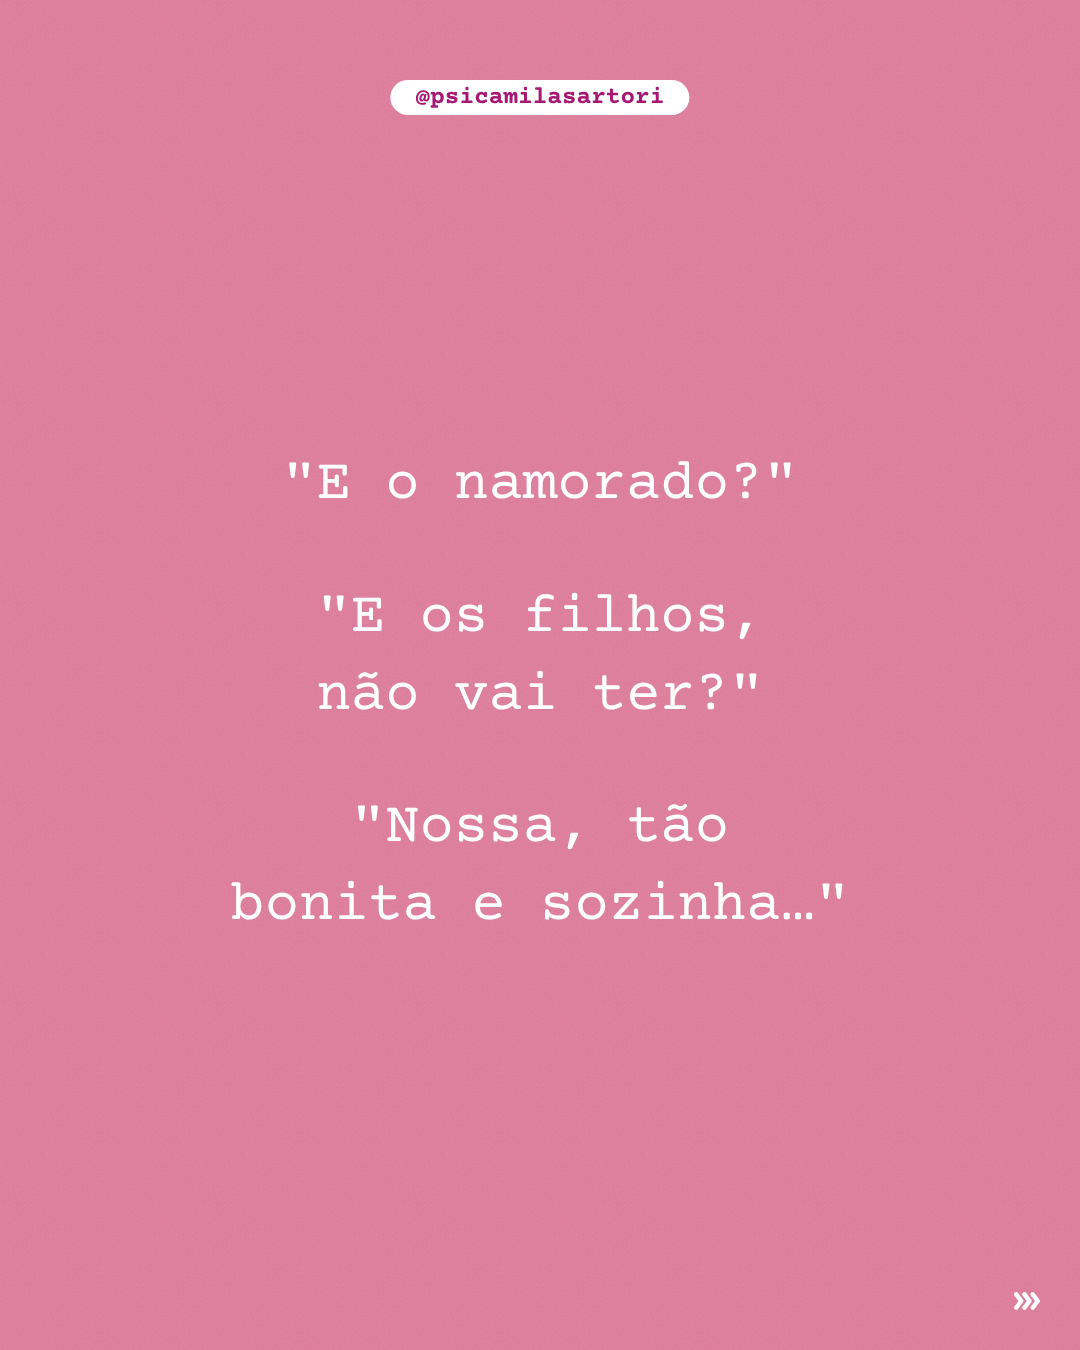 @psicamilasartori
"E o namorado?"
"E os filhos,
não vai ter?"
"Nossa, tão
bonita e sozinha…"